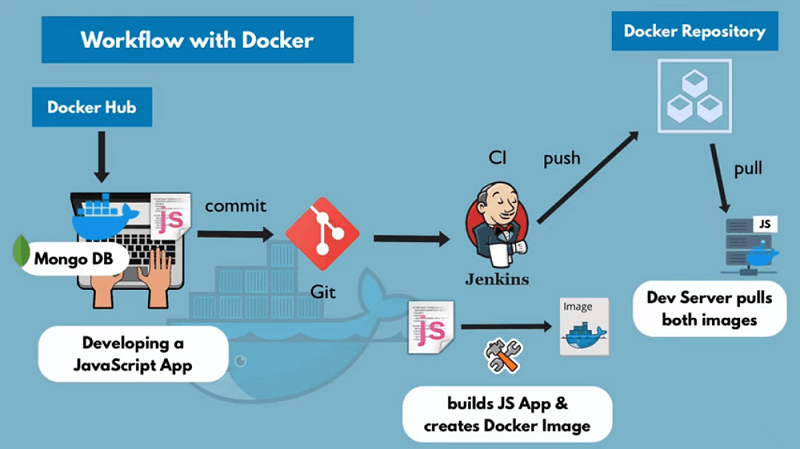 Workflow with Docker
Docker Repository
Docker Hub
commit
JS
Mongo DB
Git
CI
Jenkins
push
pull
JS
Dev Server pulls
both images
Developing a
JavaScript App
JS
Image
builds JS App &
creates Docker Image